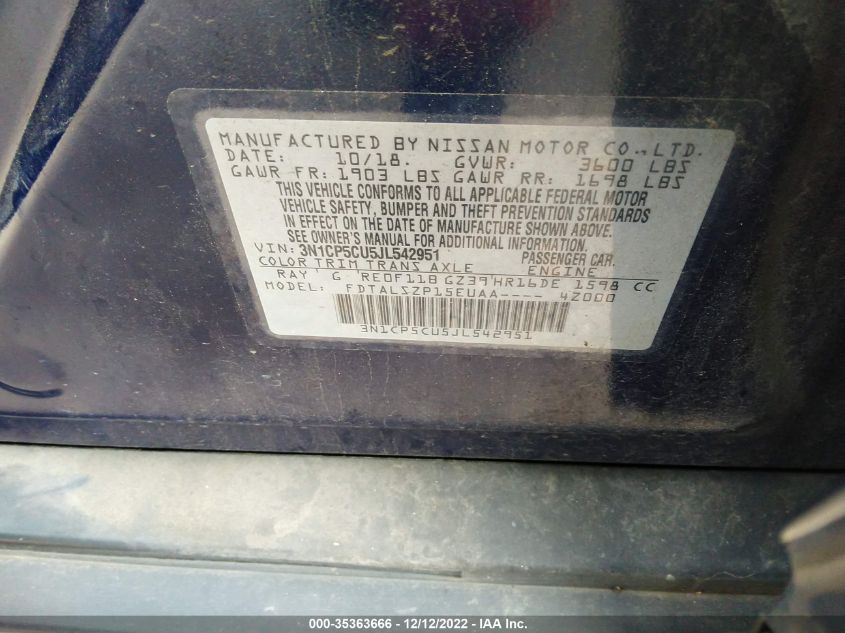 MANUFACTURED BY NISSAN MOTOR CO., LTD.
DATE: 10/18 GVWR: 3600 LBS
GAWR FR: 1903 LBS GAWR RR: 1698 LBS
THIS VEHICLE CONFORMS TO ALL APPLICABLE FEDERAL MOTOR
VEHICLE SAFETY, BUMPER AND THEFT PREVENTION STANDARDS
IN EFFECT ON THE DATE OF MANUFACTURE SHOWN ABOVE.
SEE OWNER'S MANUAL FOR ADDITIONAL INFORMATION.
VIN: 3N1CP5CU5JL542951 PASSENGER CAR.
COLOR TRIM TRANS AXLE ENGINE
RAY G RE0F11B GZ39 HR16DE 1598 CC
MODEL FDTALSZP15EUAA---- 4Z000
3N1CP5CU5JL542951
000-35363666 - 12/12/2022 - IAA Inc.